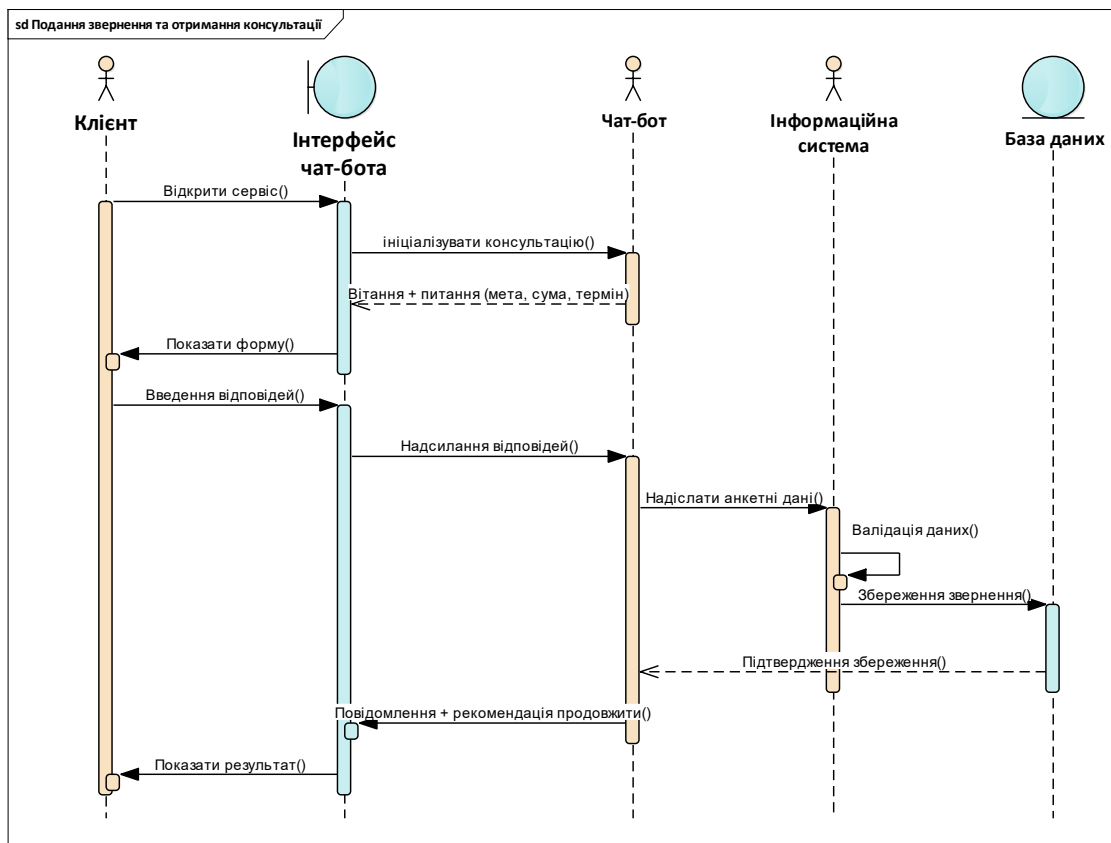 sd Подання звернення та отримання консультації
Клієнт
Інтерфейс
чат-бота
Чат-бот
Інформаційна
система
База даних
Відкрити сервіс()
ініціалізувати консультацію()
Вітання + питання (мета, сума, термін)
Показати форму()
Введення відповідей()
Надсилання відповідей()
Надіслати анкетні дані()
Валідація даних()
Збереження звернення()
Підтвердження збереження()
Повідомлення + рекомендація продовжити()
Показати результат()